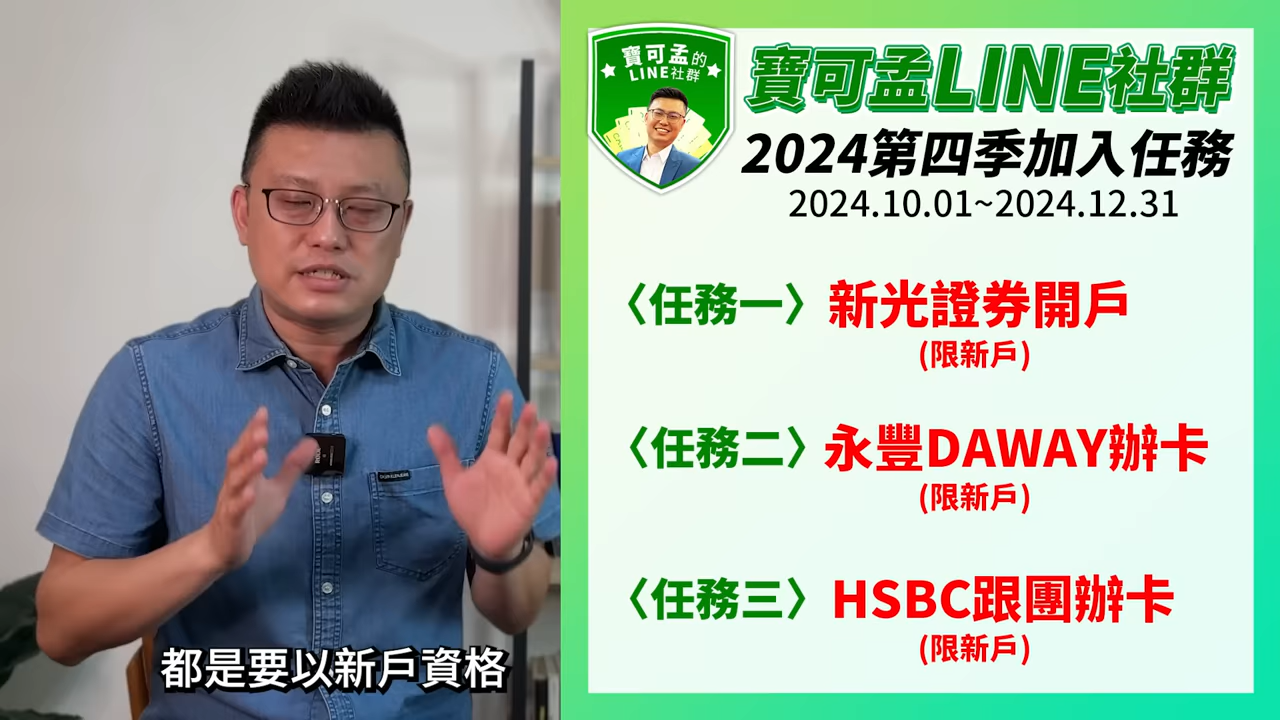 寶可孟的
LINE社群
寶可孟LINE社群
2024第四季加入任務
2024.10.01~2024.12.31
〈任務一〉新光證券開戶
(限新戶)
〈任務二〉永豐DAWAY辦卡
(限新戶)
〈任務三〉HSBC跟團辦卡
(限新戶)
都是要以新戶資格